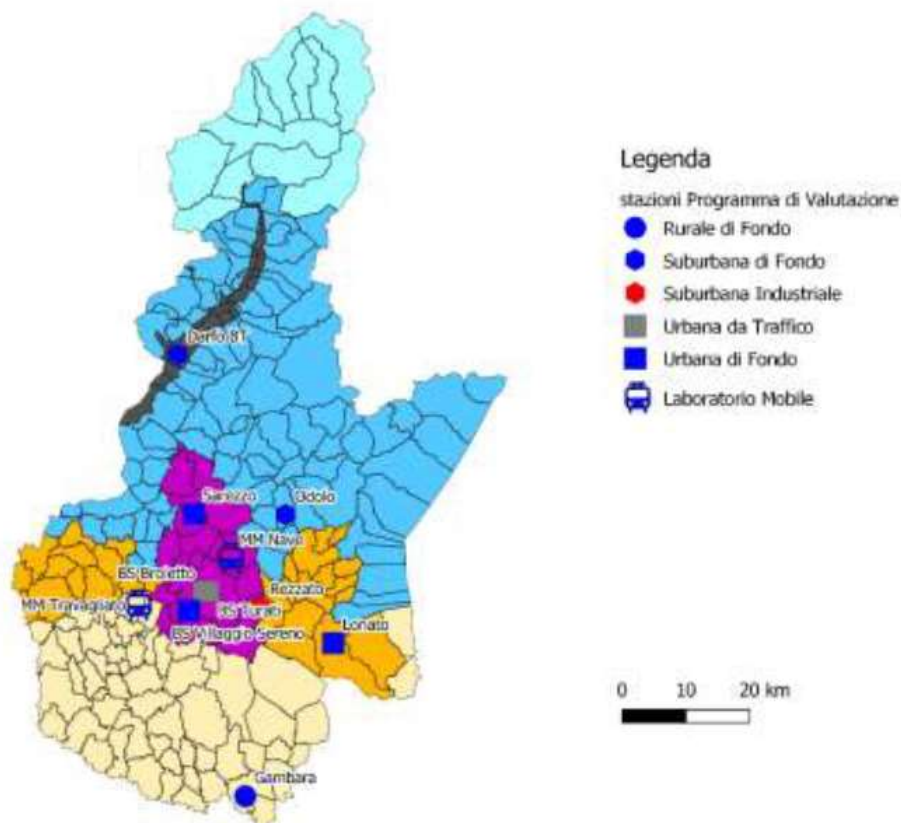 Legenda
stazioni Programma di Valutazione
Rurale di Fondo
Suburbana di Fondo
Suburbana Industriale
Urbana da Traffico
Urbana di Fondo
Laboratorio Mobile
Darfo BT
Sarezzo
Odolo
MM Nave
BS Broletto
Rezzato
MM Travagliato
BS Turati
Lonato
BS Villaggio Sereno
0 10 20 km
Gambara